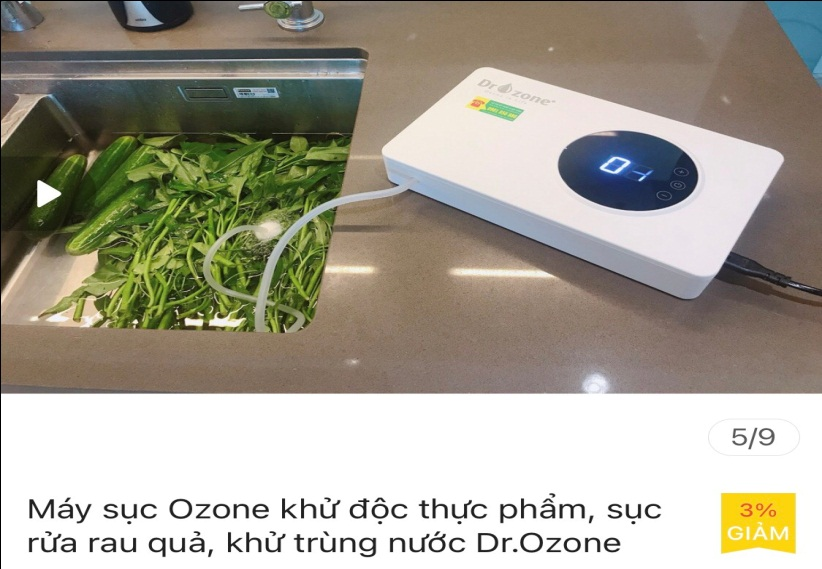 Dr.Ozone
04
5/9
Máy sục Ozone khử độc thực phẩm, sục
rửa rau quả, khử trùng nước Dr.Ozone
3%
GIẢM